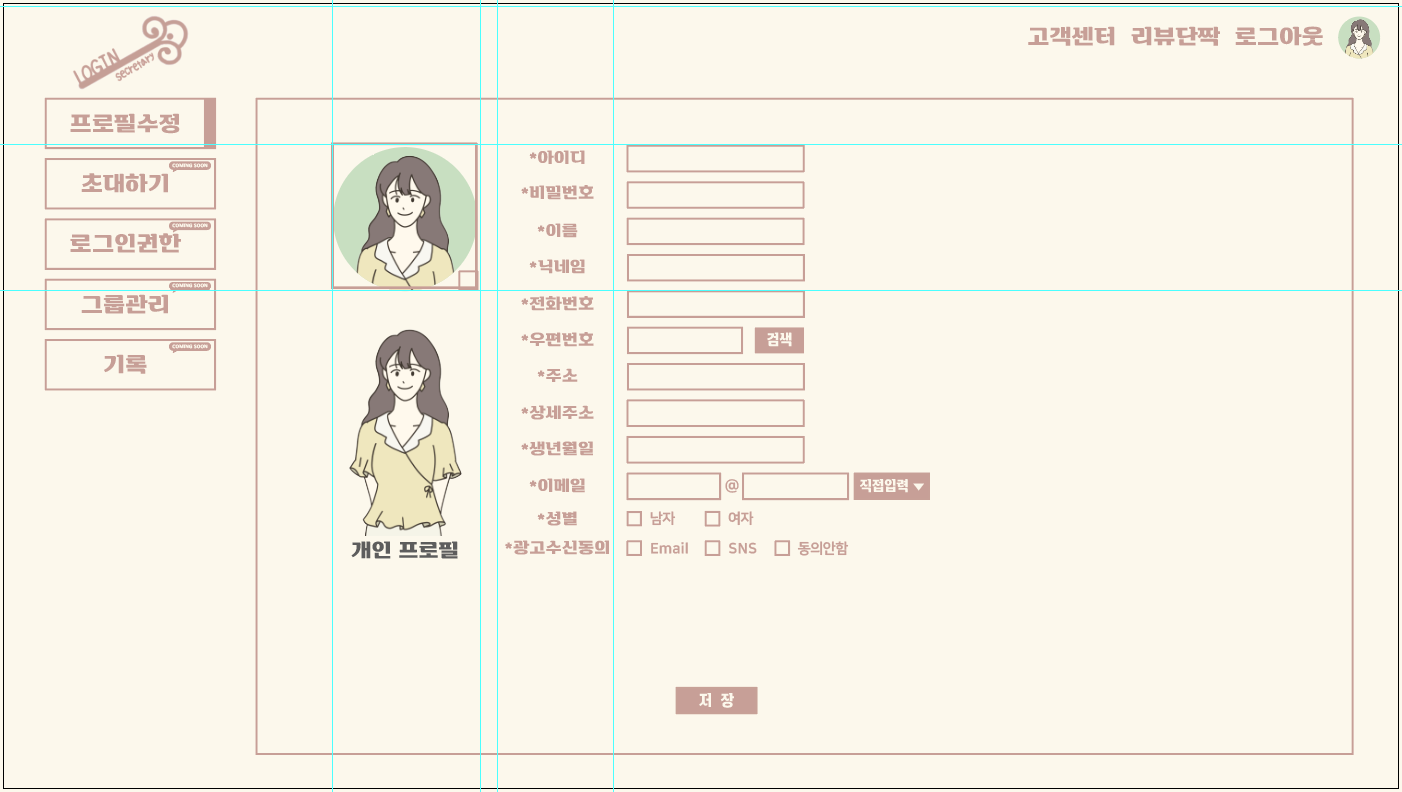 LOGIN
secretary
고객센터 리뷰단짝 로그아웃
프로필수정
COMING SOON
초대하기
COMING SOON
로그인권한
COMING SOON
그룹관리
COMING SOON
기록
*아이디
*비밀번호
*이름
*닉네임
*전화번호
*우편번호 검색
*주소
*상세주소
*생년월일
*이메일 @ 직접입력
*성별 남자 여자
*광고수신동의 Email SNS 동의안함
개인 프로필
저 장